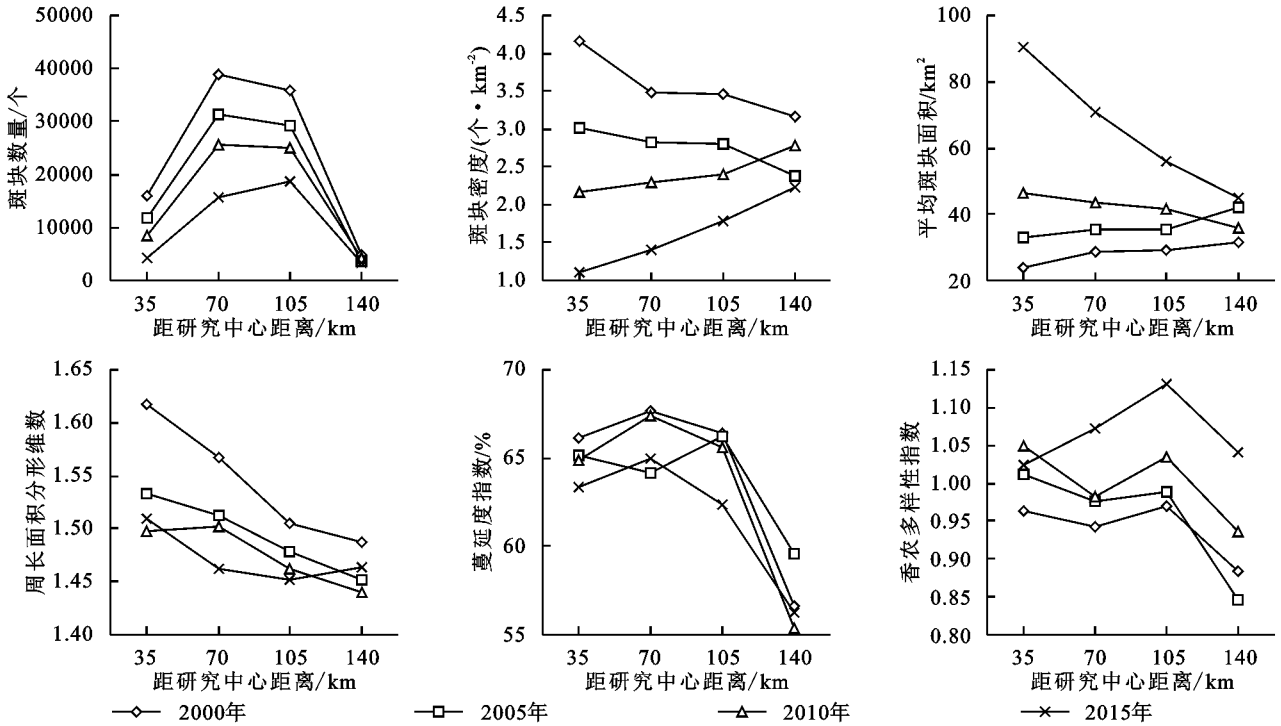 斑块数量/个
50000
40000
30000
20000
10000
0
35 70 105 140
距研究中心距离/km
斑块密度/(个·km⁻²)
4.5
4.0
3.5
3.0
2.5
2.0
1.5
1.0
35 70 105 140
距研究中心距离/km
平均斑块面积/km²
100
80
60
40
20
35 70 105 140
距研究中心距离/km
周长面积分形维数
1.65
1.60
1.55
1.50
1.45
1.40
35 70 105 140
距研究中心距离/km
蔓延度指数/%
70
65
60
55
35 70 105 140
距研究中心距离/km
香农多样性指数
1.15
1.10
1.05
1.00
0.95
0.90
0.85
0.80
35 70 105 140
距研究中心距离/km
2000年 2005年 2010年 2015年